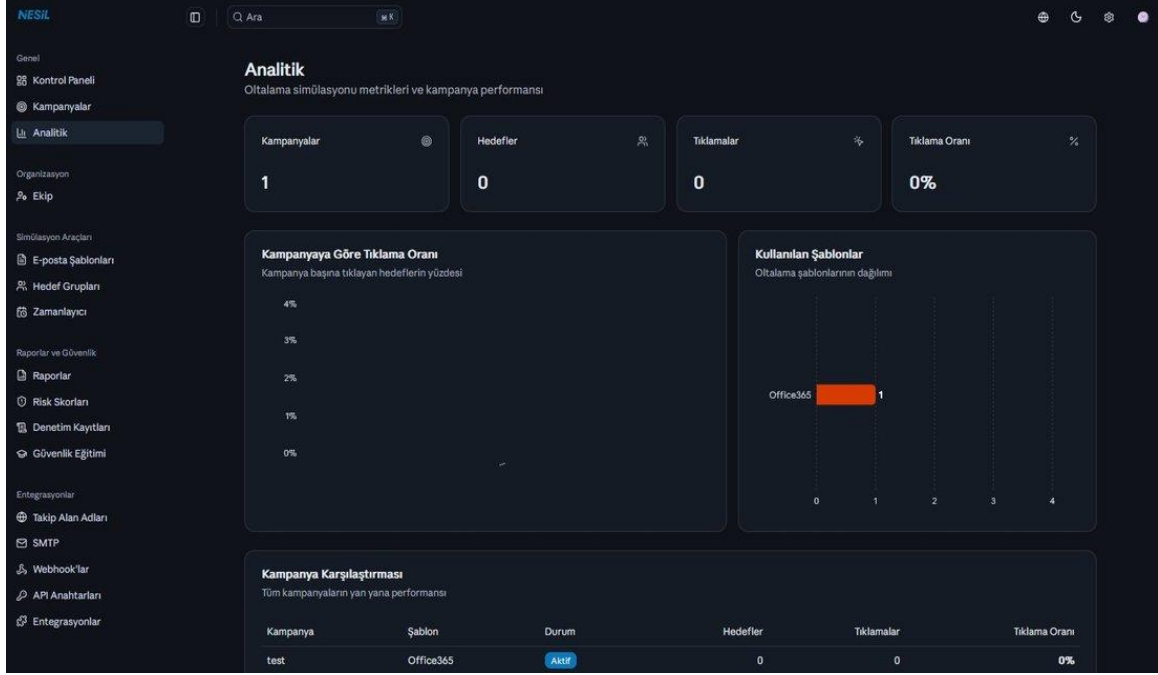 NESiL
Ara
⌘ K
Genel
Kontrol Paneli
Kampanyalar
Analitik
Organizasyon
Ekip
Simülasyon Araçları
E-posta Şablonları
Hedef Grupları
Zamanlayıcı
Raporlar ve Güvenlik
Raporlar
Risk Skorları
Denetim Kayıtları
Güvenlik Eğitimi
Entegrasyonlar
Takip Alan Adları
SMTP
Webhook'lar
API Anahtarları
Entegrasyonlar
Analitik
Oltalama simülasyonu metrikleri ve kampanya performansı
Kampanyalar
1
Hedefler
0
Tıklamalar
0
Tıklama Oranı
%
0%
Kampanyaya Göre Tıklama Oranı
Kampanya başına tıklayan hedeflerin yüzdesi
4%
3%
2%
1%
0%
Kullanılan Şablonlar
Oltalama şablonlarının dağılımı
Office365
1
0 1 2 3 4
Kampanya Karşılaştırması
Tüm kampanyaların yan yana performansı
Kampanya Şablon Durum Hedefler Tıklamalar Tıklama Oranı
test Office365 Aktif 0 0 0%